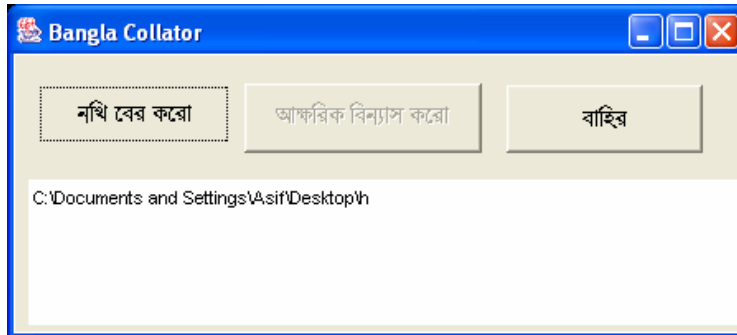 Bangla Collator
নথি বের করো আক্ষরিক বিন্যাস করো বাহির
C:\Documents and Settings\Asif\Desktop\h